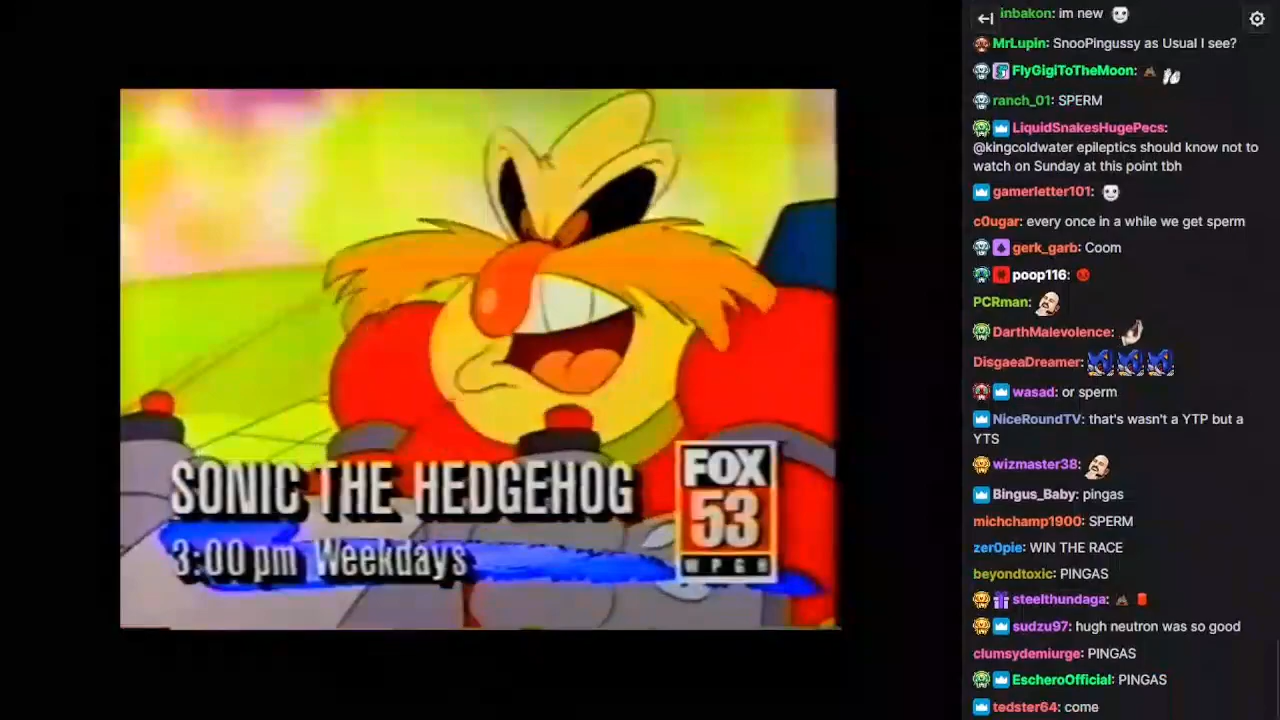 SONIC THE HEDGEHOG
3:00 pm Weekdays
FOX
53
WPGH
inbakon: im new
MrLupin: SnooPingussy as Usual I see?
FlyGiglToTheMoon:
ranch_01: SPERM
LiquidSnakesHugePecs:
@kingcoldwater epileptics should know not to
watch on Sunday at this point tbh
gamerletter101:
c0ugar: every once in a while we get sperm
gerk_garb: Coom
poop116:
PCRman:
DarthMalevolence:
DisgaeaDreamer:
wasad: or sperm
NiceRoundTV: that's wasn't a YTP but a
YTS
wizmaster38:
Bingus_Baby: pingas
michchamp1900: SPERM
zer0pie: WIN THE RACE
beyondtoxic: PINGAS
steelthundaga:
sudzu97: hugh neutron was so good
clumsydemiurge: PINGAS
EscheroOfficial: PINGAS
tedster64: come